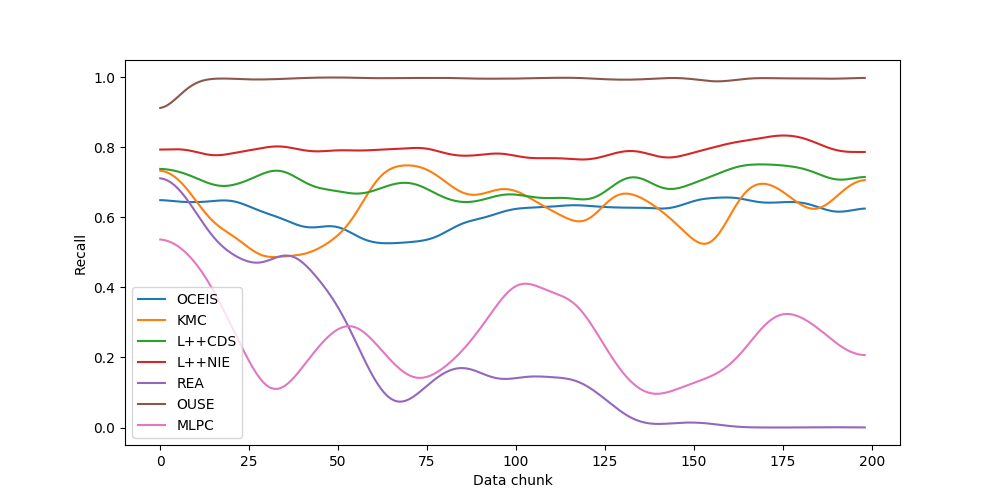 1.0
0.8
0.6
0.4
0.2
0.0
Recall
OCEIS
KMC
L++CDS
L++NIE
REA
OUSE
MLPC
0 25 50 75 100 125 150 175 200
Data chunk